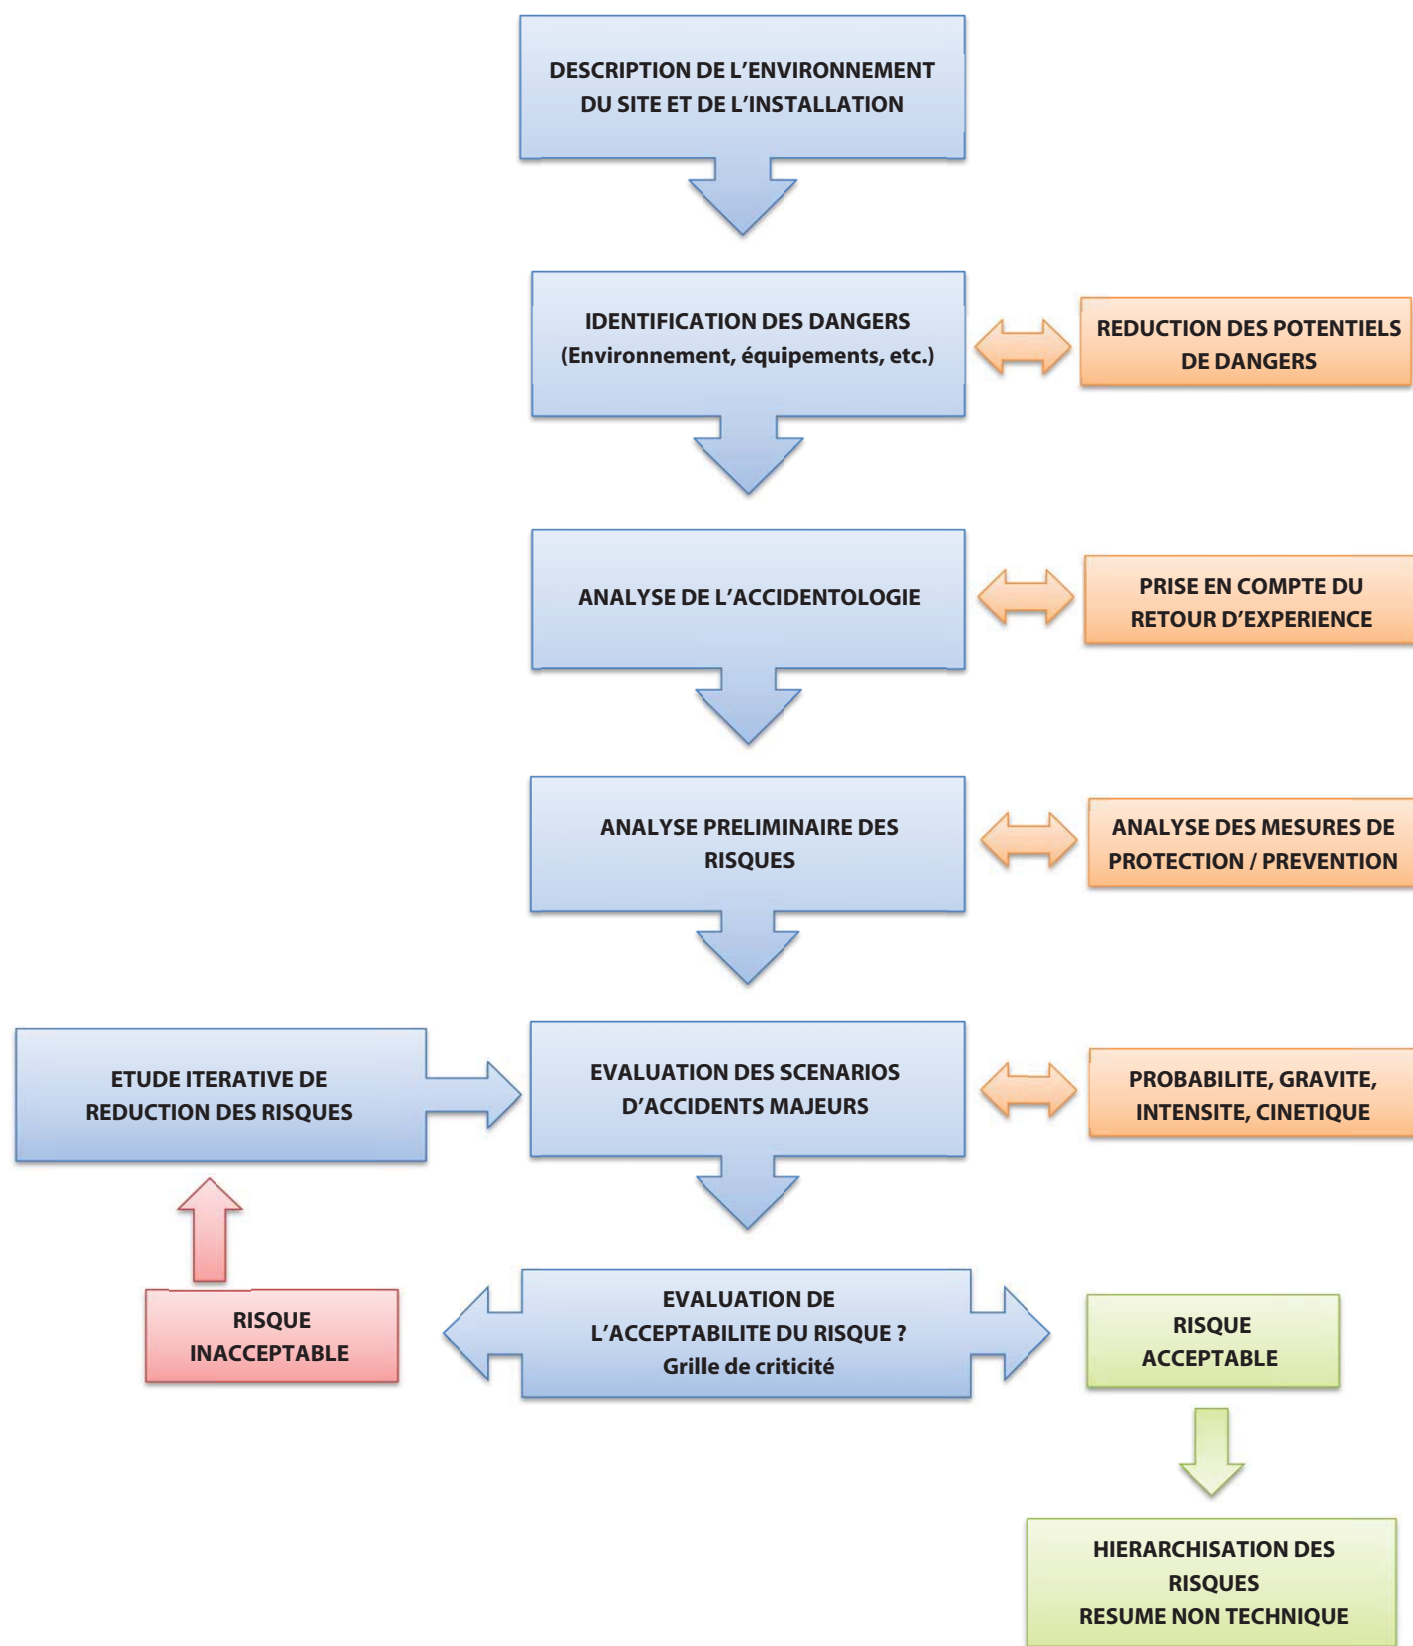 DESCRIPTION DE L’ENVIRONNEMENT
DU SITE ET DE L’INSTALLATION
IDENTIFICATION DES DANGERS
(Environnement, équipements, etc.)
REDUCTION DES POTENTIELS
DE DANGERS
ANALYSE DE L’ACCIDENTOLOGIE
PRISE EN COMPTE DU
RETOUR D’EXPERIENCE
ANALYSE PRELIMINAIRE DES
RISQUES
ANALYSE DES MESURES DE
PROTECTION / PREVENTION
ETUDE ITERATIVE DE
REDUCTION DES RISQUES
EVALUATION DES SCENARIOS
D’ACCIDENTS MAJEURS
PROBABILITE, GRAVITE,
INTENSITE, CINETIQUE
RISQUE
INACCEPTABLE
EVALUATION DE
L’ACCEPTABILITE DU RISQUE ?
Grille de criticité
RISQUE
ACCEPTABLE
HIERARCHISATION DES
RISQUES
RESUME NON TECHNIQUE